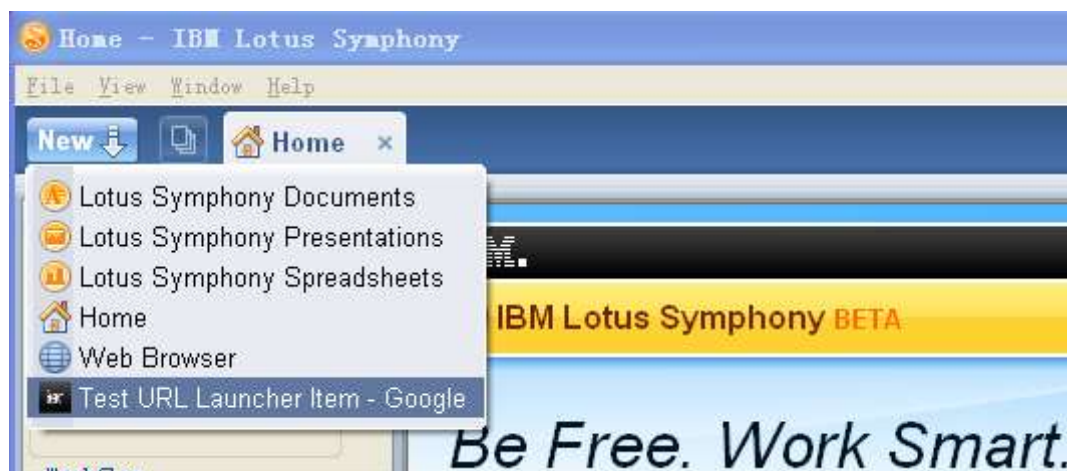 Home - IBM Lotus Symphony
File View Window Help
New Home ×
Lotus Symphony Documents
Lotus Symphony Presentations
Lotus Symphony Spreadsheets
Home
Web Browser
Test URL Launcher Item - Google
IBM Lotus Symphony BETA
Be Free. Work Smart.